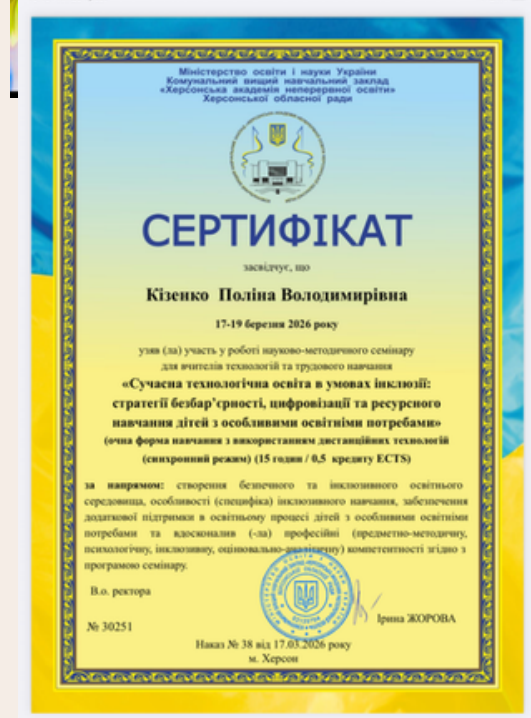 Міністерство освіти і науки України
Комунальний вищий навчальний заклад
«Херсонська академія неперервної освіти»
Херсонської обласної ради
СЕРТИФІКАТ
засвідчує, що
Кізенко Поліна Володимирівна
17-19 березня 2026 року
узяв (ла) участь у роботі науково-методичного семінару
для вчителів технологій та трудового навчання
«Сучасна технологічна освіта в умовах інклюзії:
стратегії безбар’єрності, цифровізації та ресурсного
навчання дітей з особливими освітніми потребами»
(очна форма навчання з використанням дистанційних технологій
(синхронний режим) (15 годин / 0,5 кредиту ECTS)
за напрямом: створення безпечного та інклюзивного освітнього
середовища, особливості (специфіка) інклюзивного навчання, забезпечення
додаткової підтримки в освітньому процесі дітей з особливими освітніми
потребами та вдосконалив (-ла) професійні (предметно-методичну,
психологічну, інклюзивну, оцінювально-аналітичну) компетентності згідно з
програмою семінару.
В.о. ректора
Ірина ЖОРОВА
№ 30251
Наказ № 38 від 17.03.2026 року
м. Херсон